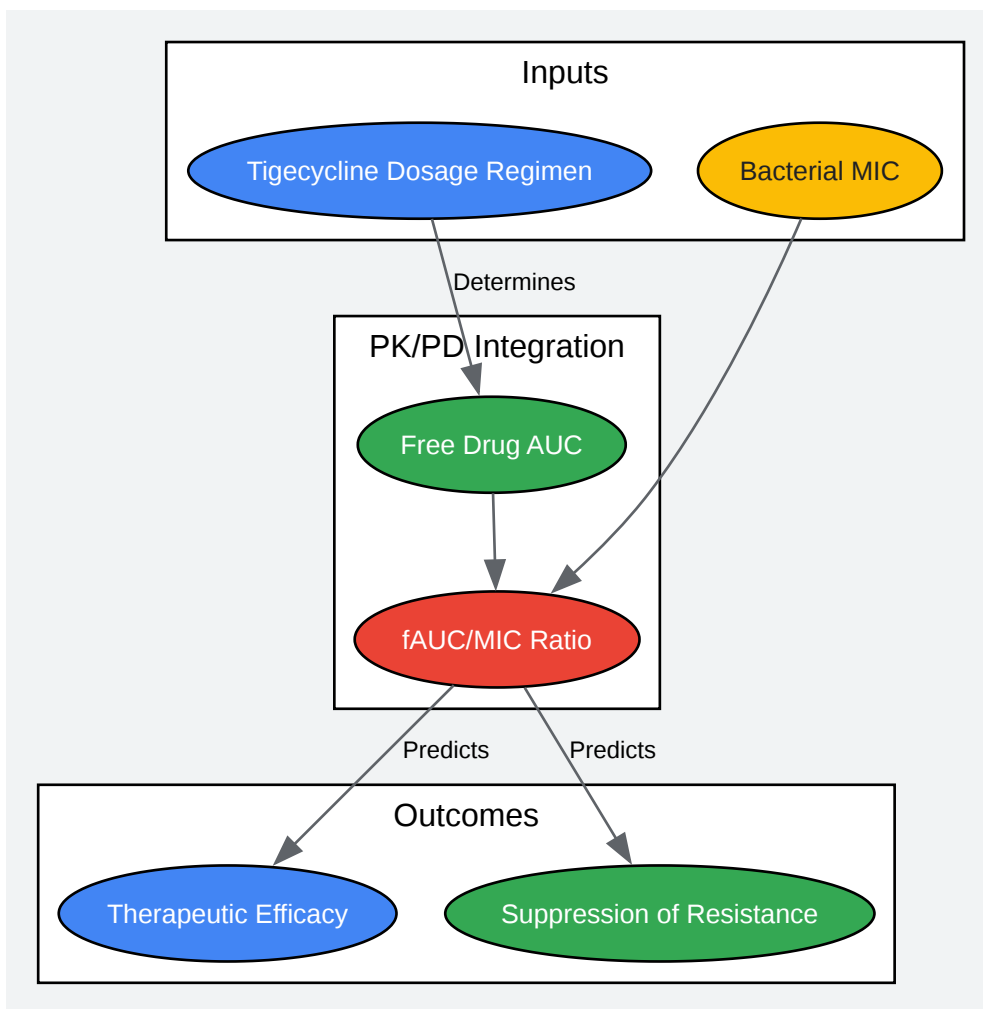 Inputs
Tigecycline Dosage Regimen
Bacterial MIC
Determines
PK/PD Integration
Free Drug AUC
fAUC/MIC Ratio
Predicts
Predicts
Outcomes
Therapeutic Efficacy
Suppression of Resistance